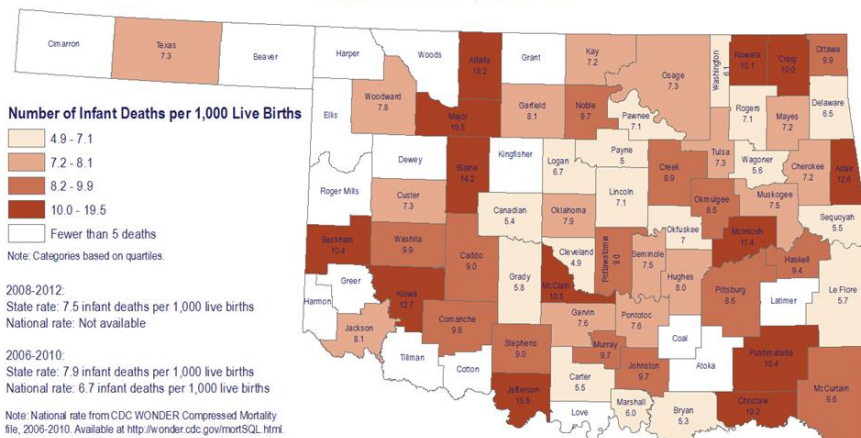 Cimarron
Texas
7.3
Beaver
Harper
Woods
Alfalfa
18.2
Grant
Kay
7.2
Osage
7.3
Washington
6.1
Nowata
10.1
Craig
10.0
Ottawa
9.9
Ellis
Woodward
7.8
Major
19.5
Garfield
8.1
Noble
9.7
Pawnee
7.1
Rogers
7.1
Mayes
7.2
Delaware
6.5
Number of Infant Deaths per 1,000 Live Births
4.9 - 7.1
7.2 - 8.1
8.2 - 9.9
10.0 - 19.5
Fewer than 5 deaths
Note: Categories based on quartiles.
Roger Mills
Dewey
Blaine
14.2
Kingfisher
Logan
6.7
Payne
5
Creek
8.9
Tulsa
7.3
Wagoner
5.6
Cherokee
7.2
Adair
12.6
Custer
7.3
Canadian
5.4
Oklahoma
7.9
Lincoln
7.1
Okmulgee
8.5
Muskogee
7.5
Sequoyah
5.5
Beckham
10.4
Washita
9.9
Caddo
9.0
Grady
5.8
Cleveland
4.9
Pottawatomie
9.0
Seminole
7.5
Okfuskee
7
McIntosh
11.4
Haskell
9.4
Harmon
Greer
Kiowa
12.7
McClain
Hughes
8.0
Pittsburg
Latimer
Le Flore
5.7
Jackson
8.1
Comanche
9.8
Stephens
9.0
Garvin
7.6
Pontotoc
7.6
Coal
Tillman
Cotton
Murray
9.7
Johnston
9.7
Atoka
Pushmataha
10.4
McCurtain
9.6
Jefferson
15.5
Carter
5.5
Love
Marshall
6.0
Bryan
5.3
Choctaw
10.2
2008-2012:
State rate: 7.5 infant deaths per 1,000 live births
National rate: Not available
2006-2010:
State rate: 7.9 infant deaths per 1,000 live births
National rate: 6.7 infant deaths per 1,000 live births
Note: National rate from CDC WONDER Compressed Mortality
file, 2006-2010. Available at http://wonder.cdc.gov/mortSQL.html.